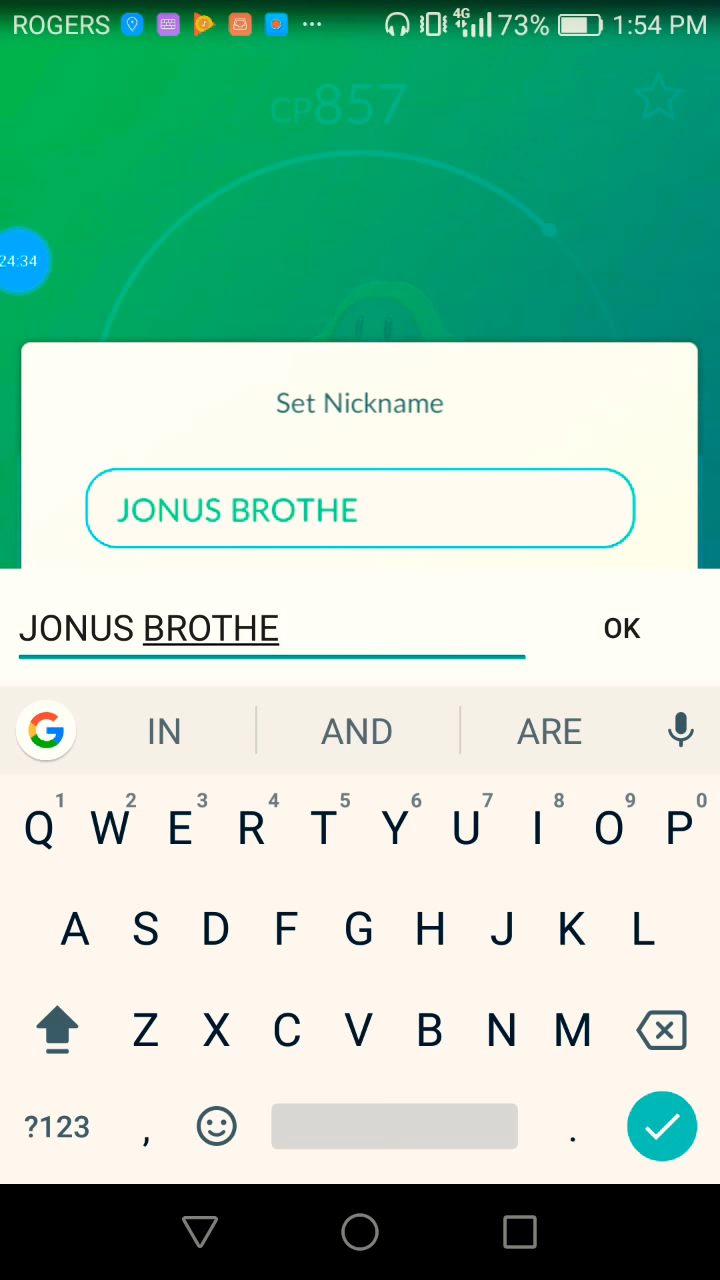 ROGERS 4G 73% 1:54 PM
CP857
24:34
Set Nickname
JONUS BROTHE
JONUS BROTHE OK
IN AND ARE
1 2 3 4 5 6 7 8 9 0
Q W E R T Y U I O P
A S D F G H J K L
Z X C V B N M
?123 , .